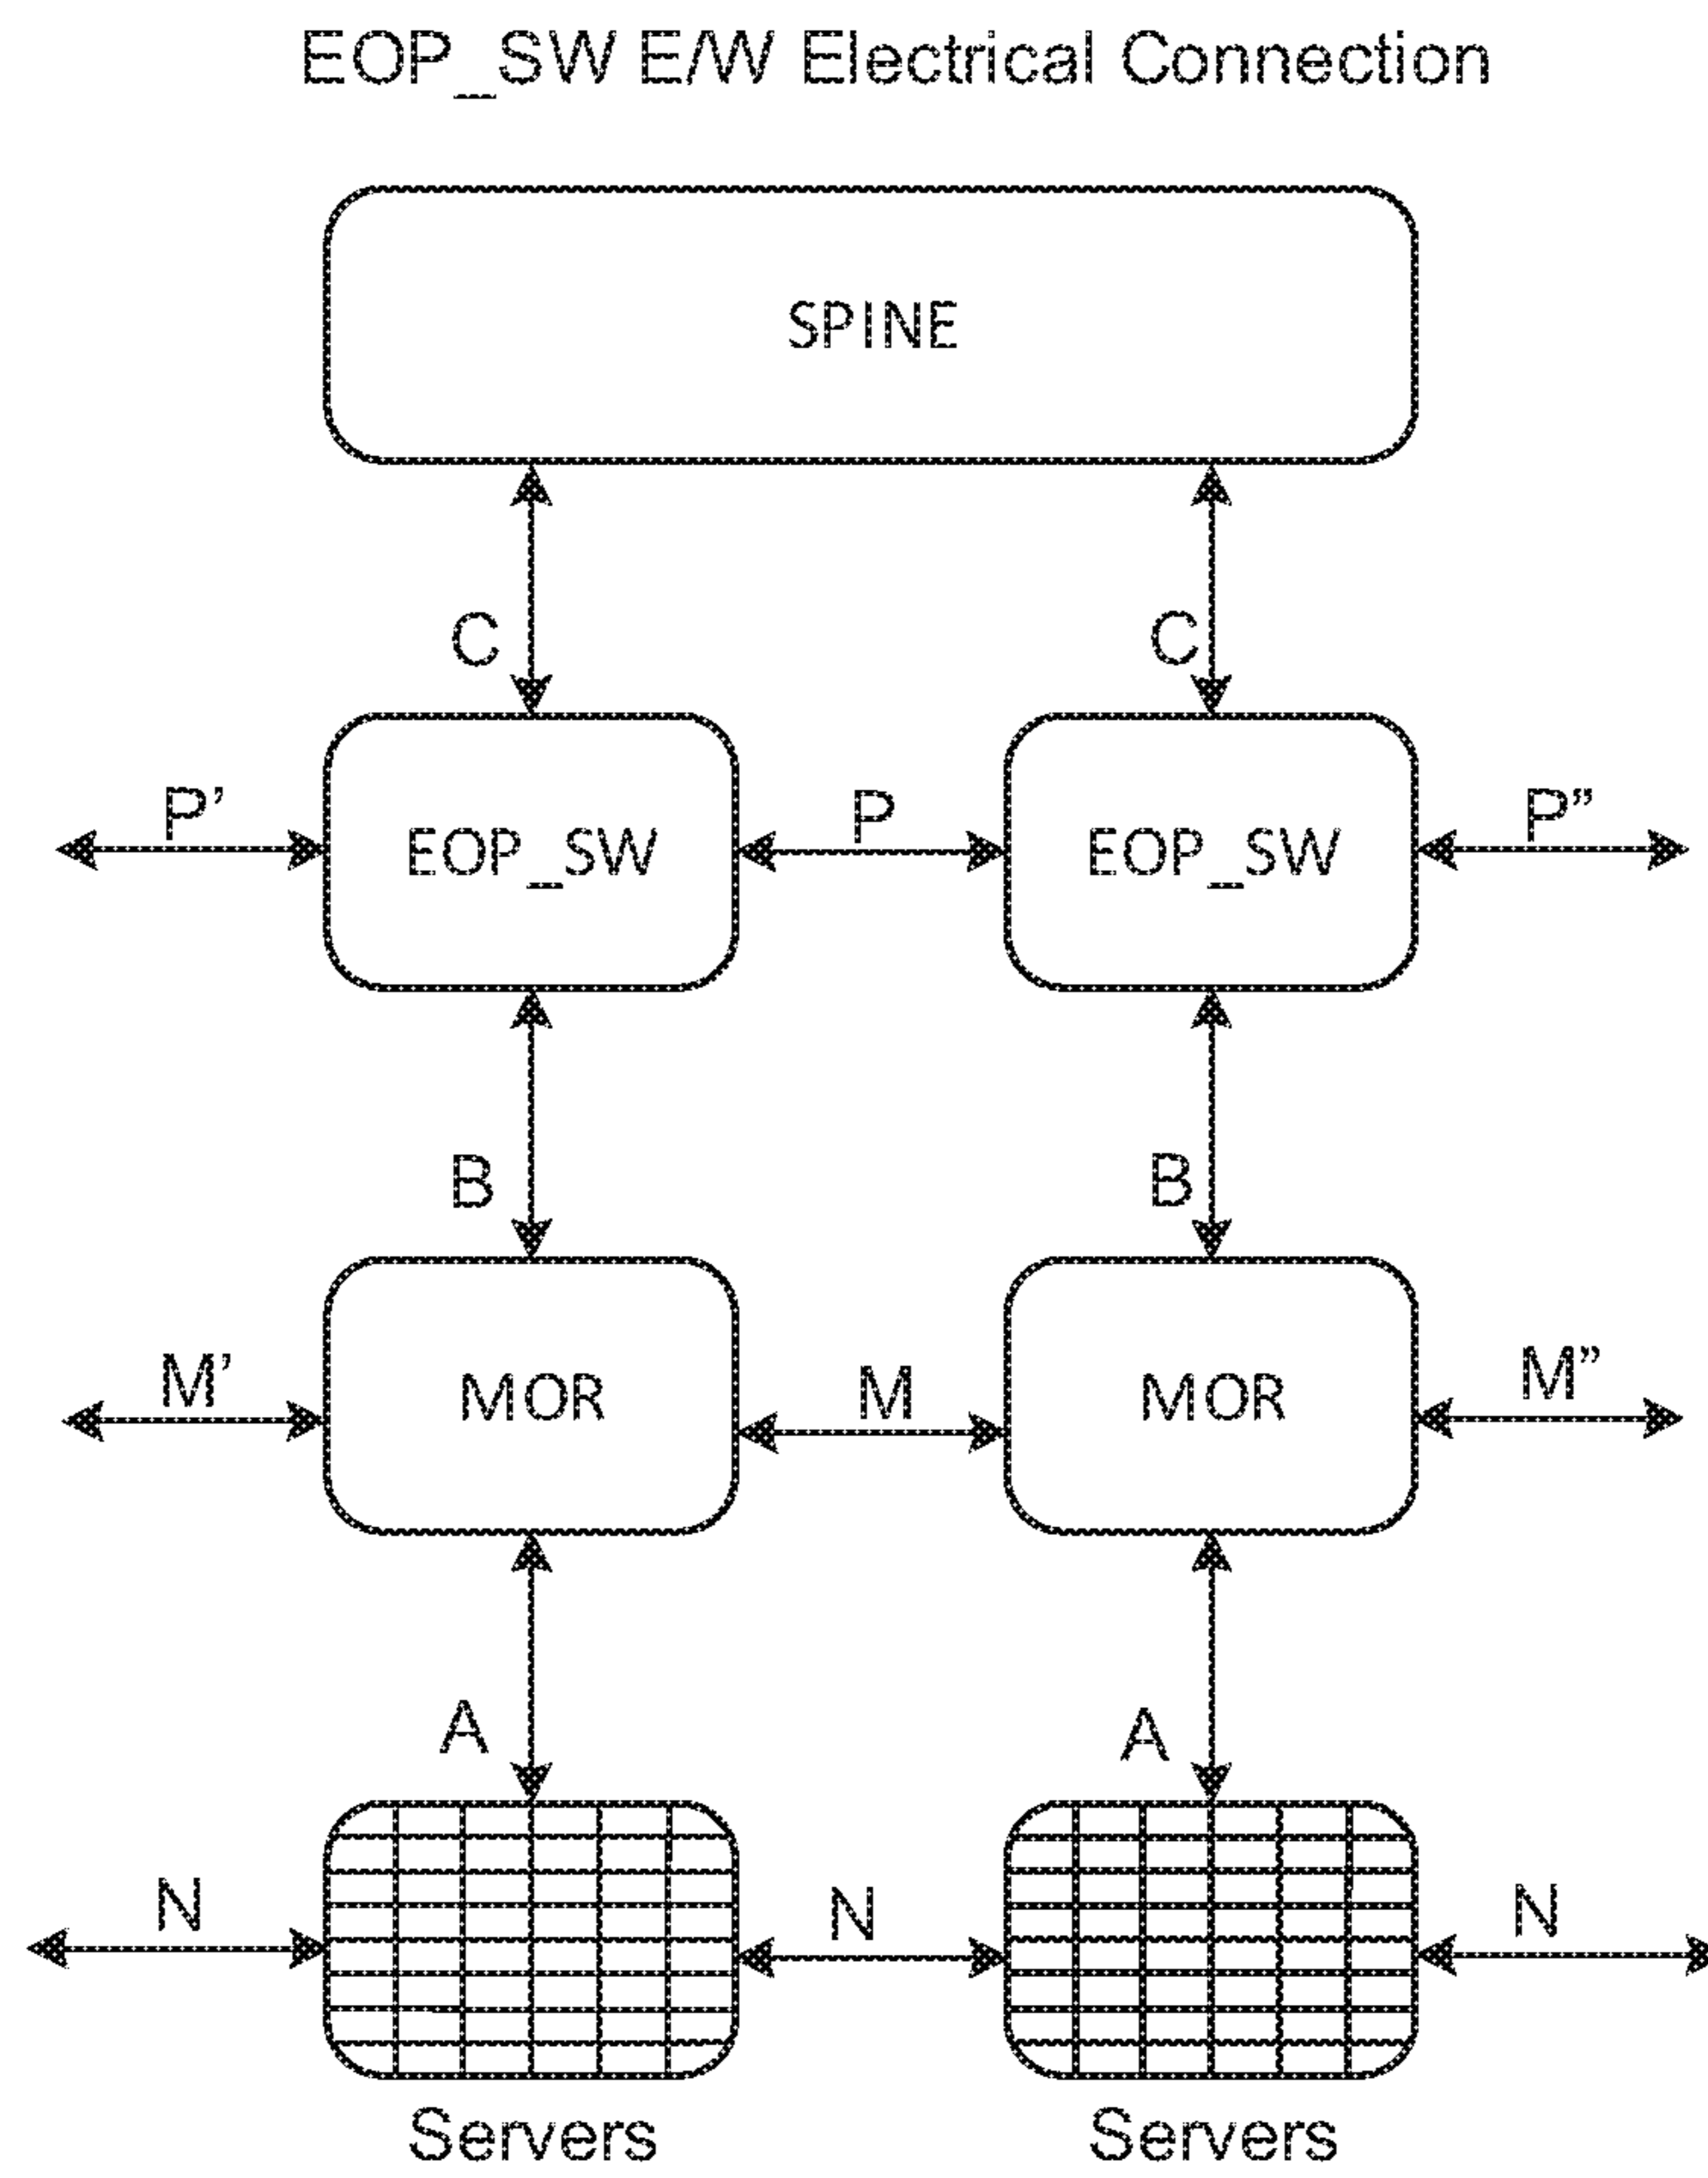 EOP_SW E/W Electrical Connection
SPINE
C
C
P’
EOP_SW
P
EOP_SW
P”
B
B
M’
MOR
M
MOR
M”
A
A
N
N
N
Servers
Servers